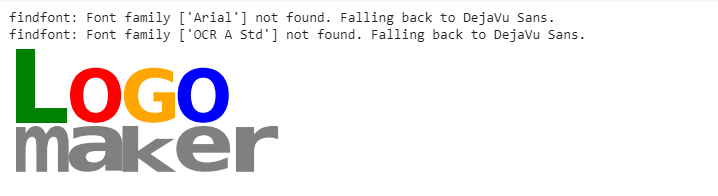 findfont: Font family ['Arial'] not found. Falling back to DejaVu Sans.
findfont: Font family ['OCR A Std'] not found. Falling back to DejaVu Sans.
LOGO
maker